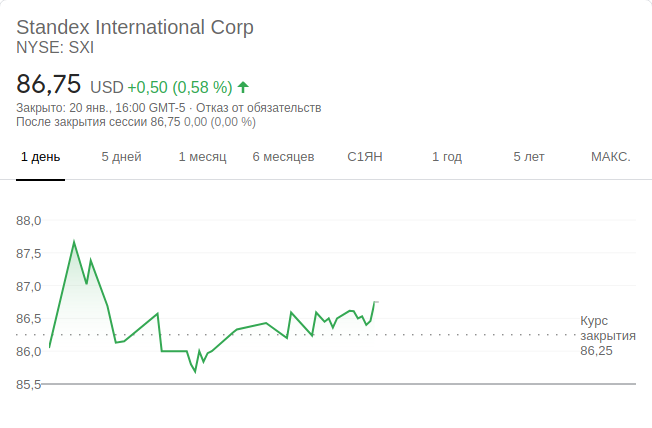 Standex International Corp
NYSE: SXI
86,75 USD +0,50 (0,58 %)
Закрыто: 20 янв., 16:00 GMT-5 · Отказ от обязательств
После закрытия сессии 86,75 0,00 (0,00 %)
1 день 5 дней 1 месяц 6 месяцев С1ЯН 1 год 5 лет МАКС.
88,0
87,5
87,0
86,5
86,0
85,5
Курс
закрытия
86,25